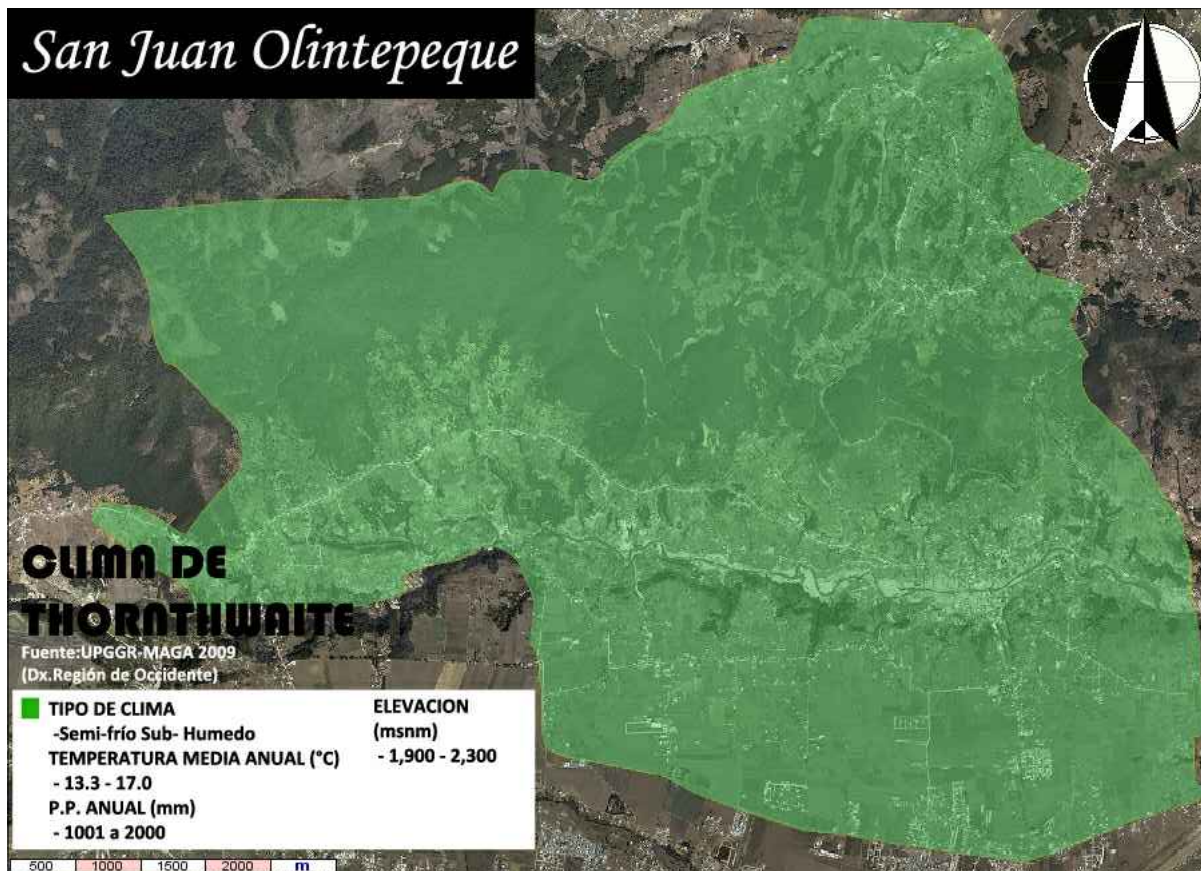 San Juan Olintepeque
CLIMA DE
THORNTHWAITE
Fuente:UPGGR-MAGA 2009
(Dx.Región de Occidente)
TIPO DE CLIMA
-Semi-frío Sub- Humedo
TEMPERATURA MEDIA ANUAL (°C)
- 13.3 - 17.0
P.P. ANUAL (mm)
- 1001 a 2000
ELEVACION
(msnm)
- 1,900 - 2,300
500 1000 1500 2000 m